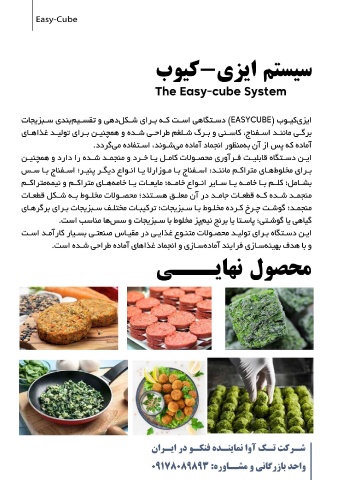 Easy-Cube
سیستم ایزی-کیوب
The Easy-cube System
ایزی‌کیوب (EASYCUBE) دستگاهی است که برای شکل‌دهی و تقسیم‌بندی سبزیجات
برگی مانند اسفناج، کاسنی و برگ شلغم طراحی شده و همچنین برای تولید غذاهای
آماده که پس از آن به‌منظور انجماد آماده می‌شوند، استفاده می‌گردد.
این دستگاه قابلیت فرآوری محصولات کامل یا خرد و منجمد شده را دارد و همچنین
برای مخلوط‌های متراکم مانند: اسفناج با موزارلا یا انواع دیگر پنیر؛ اسفناج با سس
بشامل؛ کلم با خامه یا سایر انواع خامه؛ مایعات یا خامه‌های متراکم و نیمه‌متراکم
منجمد شده که قطعات جامد در آن معلق هستند؛ محصولات مخلوط به شکل قطعات
منجمد؛ گوشت چرخ کرده مخلوط با سبزیجات؛ ترکیبات مختلف سبزیجات برای برگرهای
گیاهی یا گوشتی؛ پاستا یا برنج نیم‌پز مخلوط با سبزیجات و سس‌ها مناسب است.
این دستگاه برای تولید محصولات متنوع غذایی در مقیاس صنعتی بسیار کارآمد است
و با هدف بهینه‌سازی فرایند آماده‌سازی و انجماد غذاهای آماده طراحی شده است.
محصول نهایـــــی
شرکت تک آوا نماینده فنکو در ایران
واحد بازرگانی و مشاوره: ۰۹۱۷۸۰۸۹۸۹۳